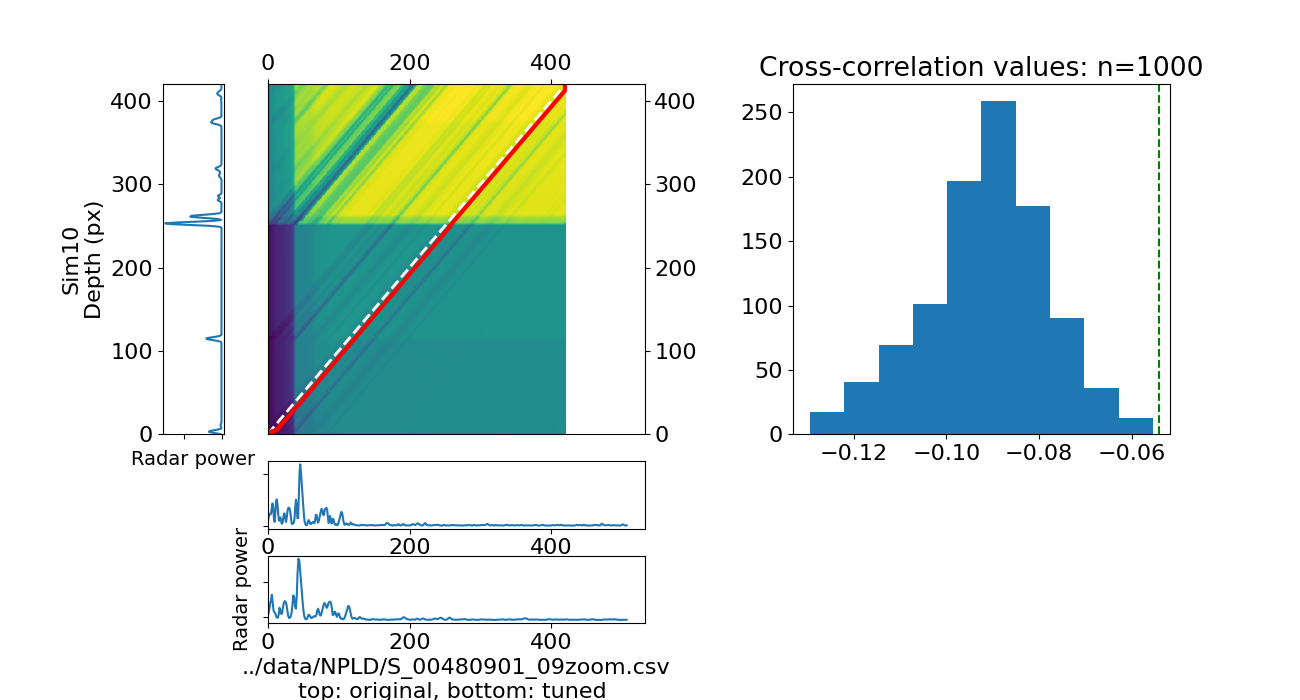 0 200 400
Cross-correlation values: n=1000
400
300
200
100
0
Sim10
Depth (px)
Radar power
400
300
200
100
0
250
200
150
100
50
0
−0.12 −0.10 −0.08 −0.06
0 200 400
Radar power
0 200 400
../data/NPLD/S_00480901_09zoom.csv
top: original, bottom: tuned